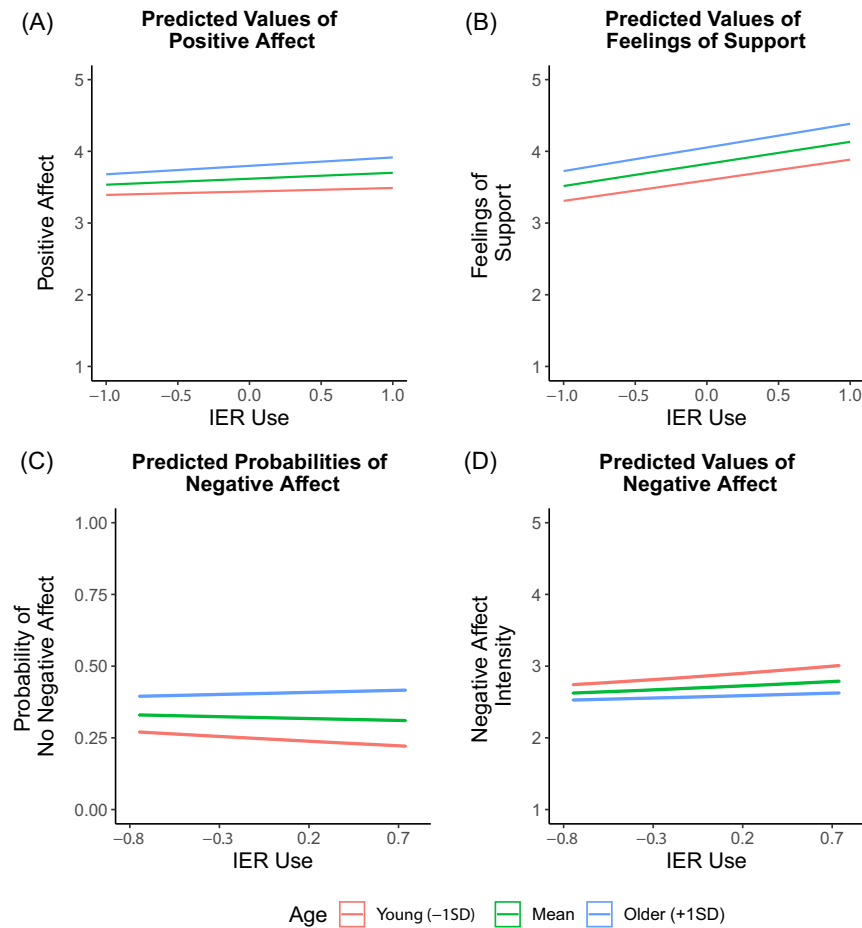 (A)
Predicted Values of
Positive Affect
5
4
3
2
1
Positive Affect
−1.0 −0.5 0.0 0.5 1.0
IER Use
(B)
Predicted Values of
Feelings of Support
5
4
3
2
1
Feelings of
Support
−1.0 −0.5 0.0 0.5 1.0
IER Use
(C)
Predicted Probabilities of
Negative Affect
1.00
0.75
0.50
0.25
0.00
Probability of
No Negative Affect
−0.8 −0.3 0.2 0.7
IER Use
(D)
Predicted Values of
Negative Affect
5
4
3
2
1
Negative Affect
Intensity
−0.8 −0.3 0.2 0.7
IER Use
Age Young (−1SD) Mean Older (+1SD)